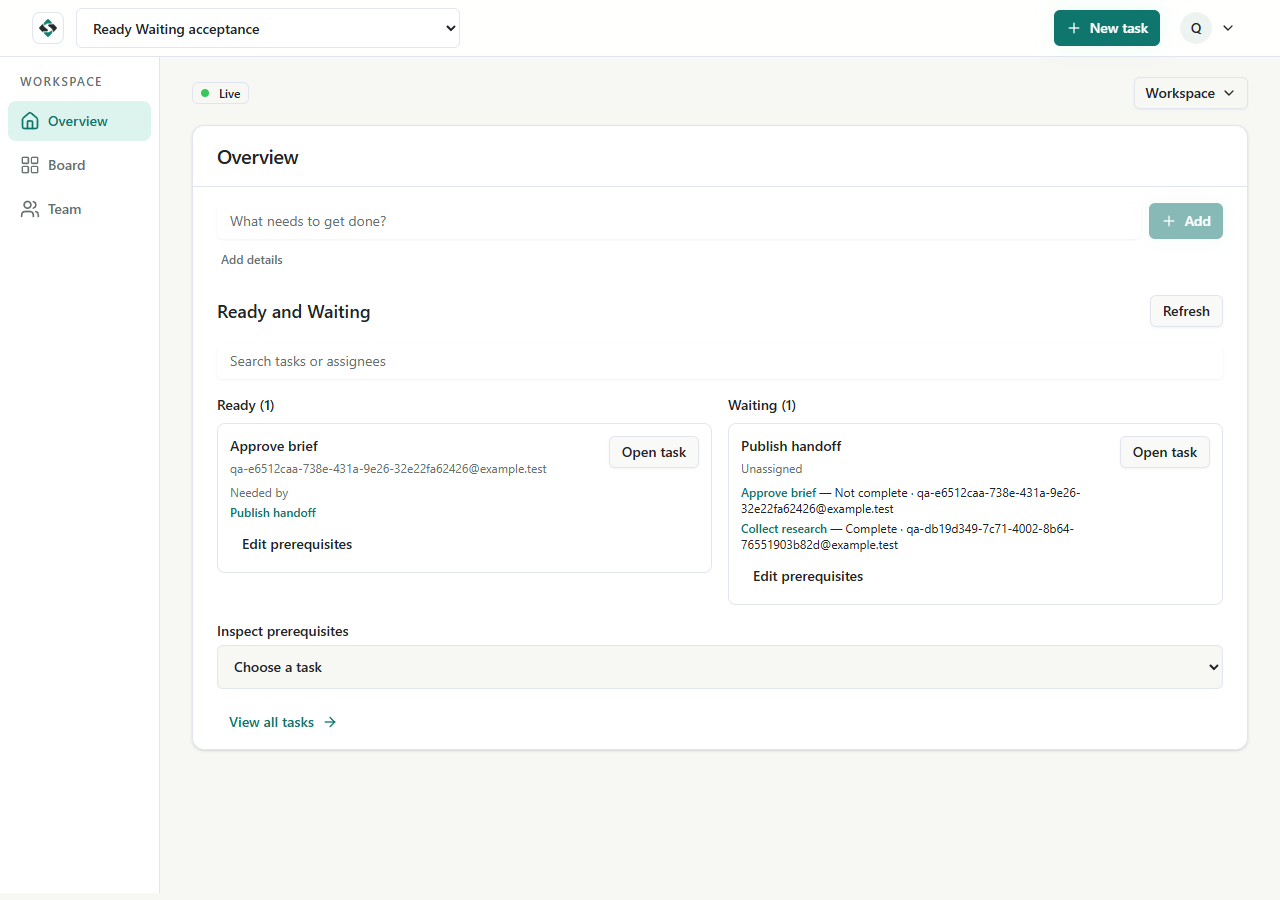 Ready Waiting acceptance
New task
Q
WORKSPACE
Overview
Board
Team
Live
Workspace
Overview
What needs to get done?
Add
Add details
Ready and Waiting
Refresh
Search tasks or assignees
Ready (1)
Approve brief
Open task
qa-e6512caa-738e-431a-9e26-32e22fa62426@example.test
Needed by
Publish handoff
Edit prerequisites
Waiting (1)
Publish handoff
Open task
Unassigned
Approve brief — Not complete · qa-e6512caa-738e-431a-9e26-
32e22fa62426@example.test
Collect research — Complete · qa-db19d349-7c71-4002-8b64-
76551903b82d@example.test
Edit prerequisites
Inspect prerequisites
Choose a task
View all tasks